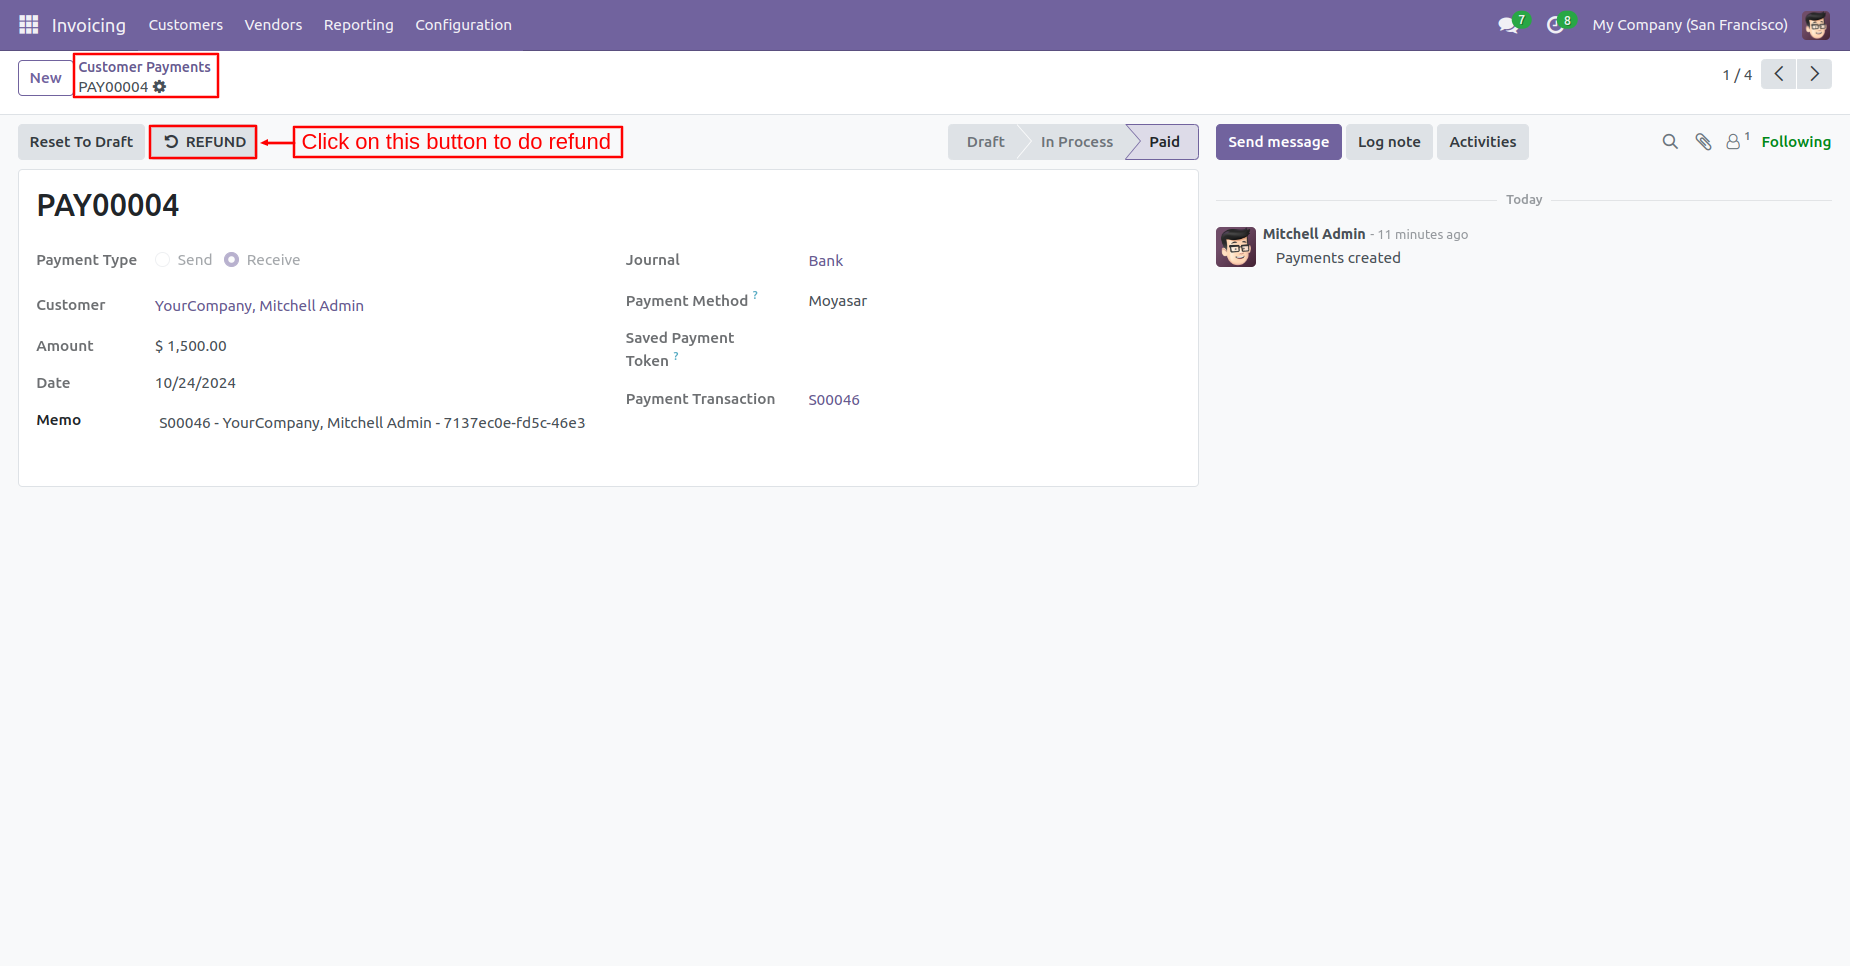 Invoicing Customers Vendors Reporting Configuration 7 8 My Company (San Francisco)
New
Customer Payments
PAY00004
1 / 4
Reset To Draft REFUND Click on this button to do refund Draft In Process Paid Send message Log note Activities 1 Following
PAY00004
Payment Type Send Receive
Customer YourCompany, Mitchell Admin
Amount $ 1,500.00
Date 10/24/2024
Memo S00046 - YourCompany, Mitchell Admin - 7137ec0e-fd5c-46e3
Journal Bank
Payment Method ? Moyasar
Saved Payment
Token ?
Payment Transaction S00046
Today
Mitchell Admin - 11 minutes ago
Payments created